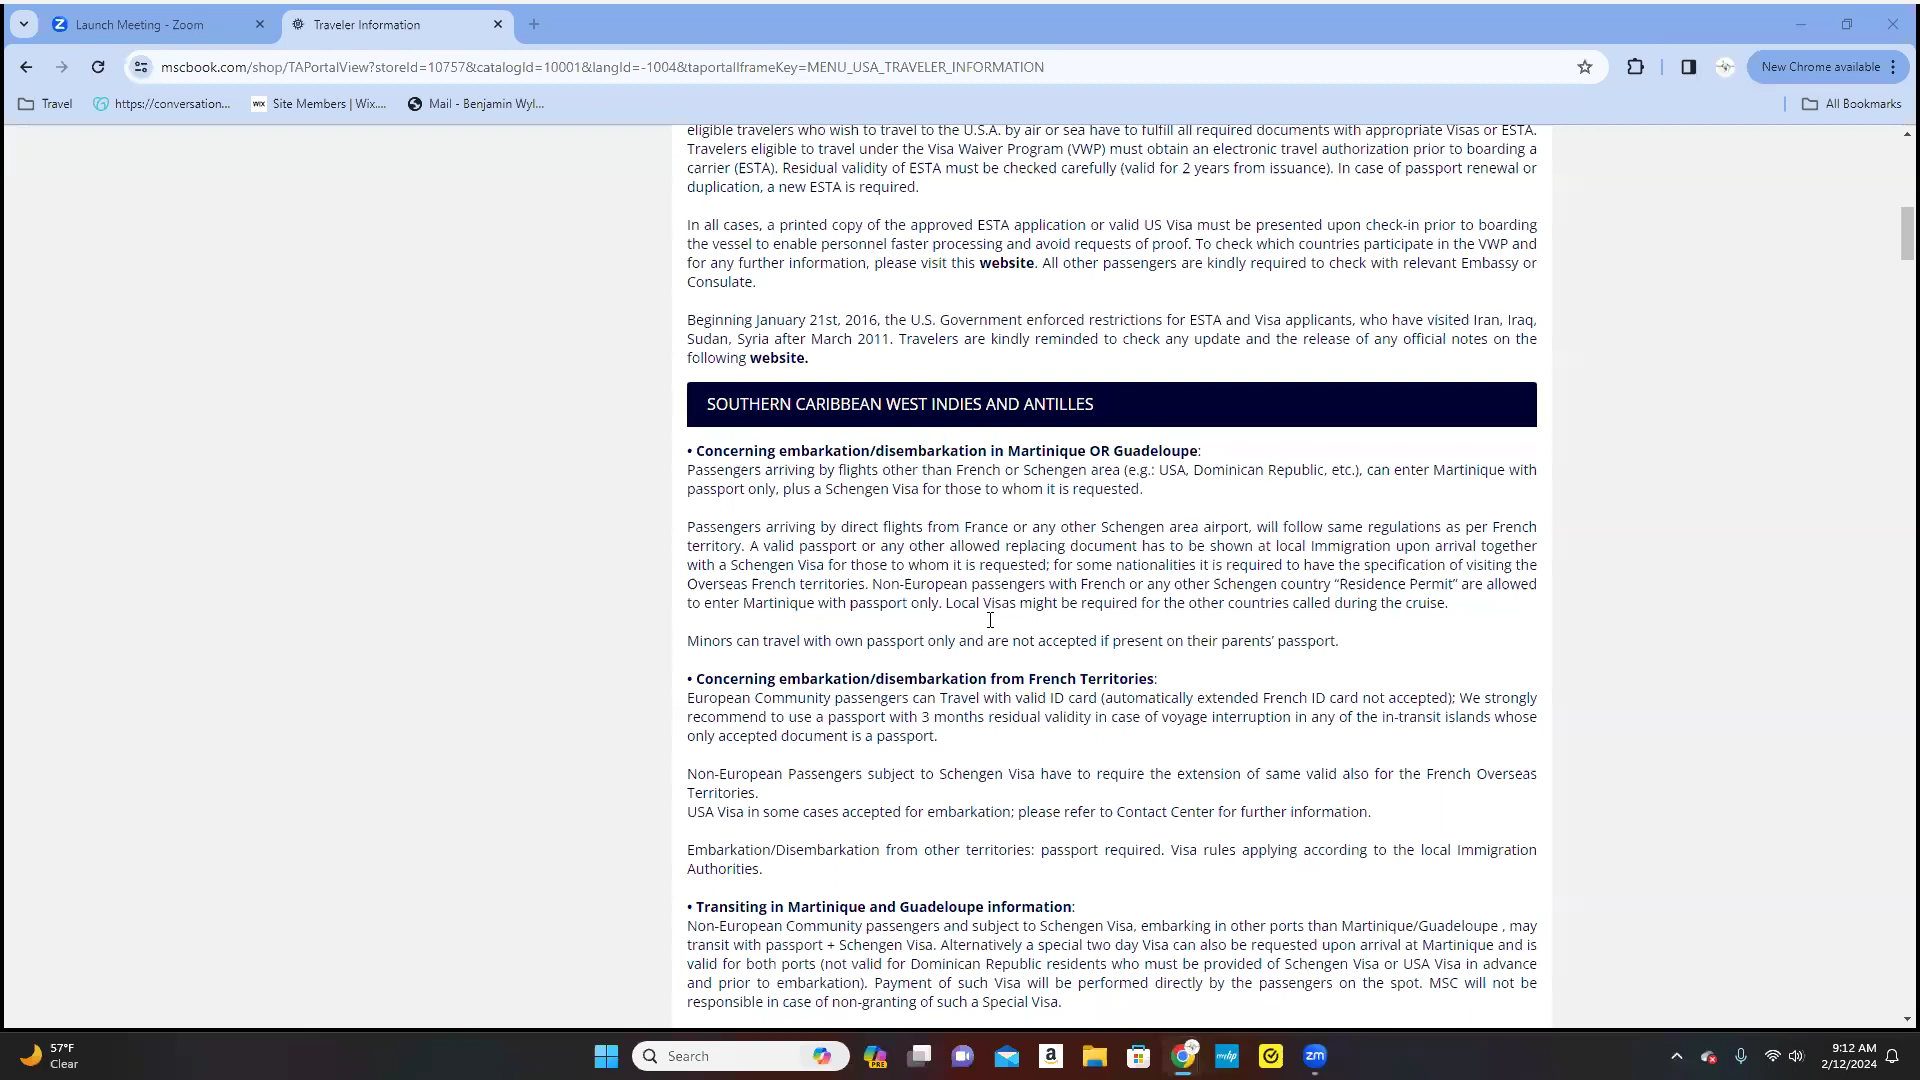 Launch Meeting - Zoom
Traveler Information
mscbook.com/shop/TAPortalView?storeId=10757&catalogId=10001&langId=-1004&taportalIframeKey=MENU_USA_TRAVELER_INFORMATION
New Chrome available
Travel
https://conversation...
WIX
Site Members | Wix....
Mail - Benjamin Wyl...
All Bookmarks
eligible travelers who wish to travel to the U.S.A. by air or sea have to fulfill all required documents with appropriate Visas or ESTA.
Travelers eligible to travel under the Visa Waiver Program (VWP) must obtain an electronic travel authorization prior to boarding a
carrier (ESTA). Residual validity of ESTA must be checked carefully (valid for 2 years from issuance). In case of passport renewal or
duplication, a new ESTA is required.
In all cases, a printed copy of the approved ESTA application or valid US Visa must be presented upon check-in prior to boarding
the vessel to enable personnel faster processing and avoid requests of proof. To check which countries participate in the VWP and
for any further information, please visit this website. All other passengers are kindly required to check with relevant Embassy or
Consulate.
Beginning January 21st, 2016, the U.S. Government enforced restrictions for ESTA and Visa applicants, who have visited Iran, Iraq,
Sudan, Syria after March 2011. Travelers are kindly reminded to check any update and the release of any official notes on the
following website.
SOUTHERN CARIBBEAN WEST INDIES AND ANTILLES
• Concerning embarkation/disembarkation in Martinique OR Guadeloupe:
Passengers arriving by flights other than French or Schengen area (e.g.: USA, Dominican Republic, etc.), can enter Martinique with
passport only, plus a Schengen Visa for those to whom it is requested.
Passengers arriving by direct flights from France or any other Schengen area airport, will follow same regulations as per French
territory. A valid passport or any other allowed replacing document has to be shown at local Immigration upon arrival together
with a Schengen Visa for those to whom it is requested; for some nationalities it is required to have the specification of visiting the
Overseas French territories. Non-European passengers with French or any other Schengen country “Residence Permit” are allowed
to enter Martinique with passport only. Local Visas might be required for the other countries called during the cruise.
Minors can travel with own passport only and are not accepted if present on their parents’ passport.
• Concerning embarkation/disembarkation from French Territories:
European Community passengers can Travel with valid ID card (automatically extended French ID card not accepted); We strongly
recommend to use a passport with 3 months residual validity in case of voyage interruption in any of the in-transit islands whose
only accepted document is a passport.
Non-European Passengers subject to Schengen Visa have to require the extension of same valid also for the French Overseas
Territories.
USA Visa in some cases accepted for embarkation; please refer to Contact Center for further information.
Embarkation/Disembarkation from other territories: passport required. Visa rules applying according to the local Immigration
Authorities.
• Transiting in Martinique and Guadeloupe information:
Non-European Community passengers and subject to Schengen Visa, embarking in other ports than Martinique/Guadeloupe , may
transit with passport + Schengen Visa. Alternatively a special two day Visa can also be requested upon arrival at Martinique and is
valid for both ports (not valid for Dominican Republic residents who must be provided of Schengen Visa or USA Visa in advance
and prior to embarkation). Payment of such Visa will be performed directly by the passengers on the spot. MSC will not be
responsible in case of non-granting of such a Special Visa.
57°F
Clear
Search
PRE
a
myhp
zm
9:12 AM
2/12/2024